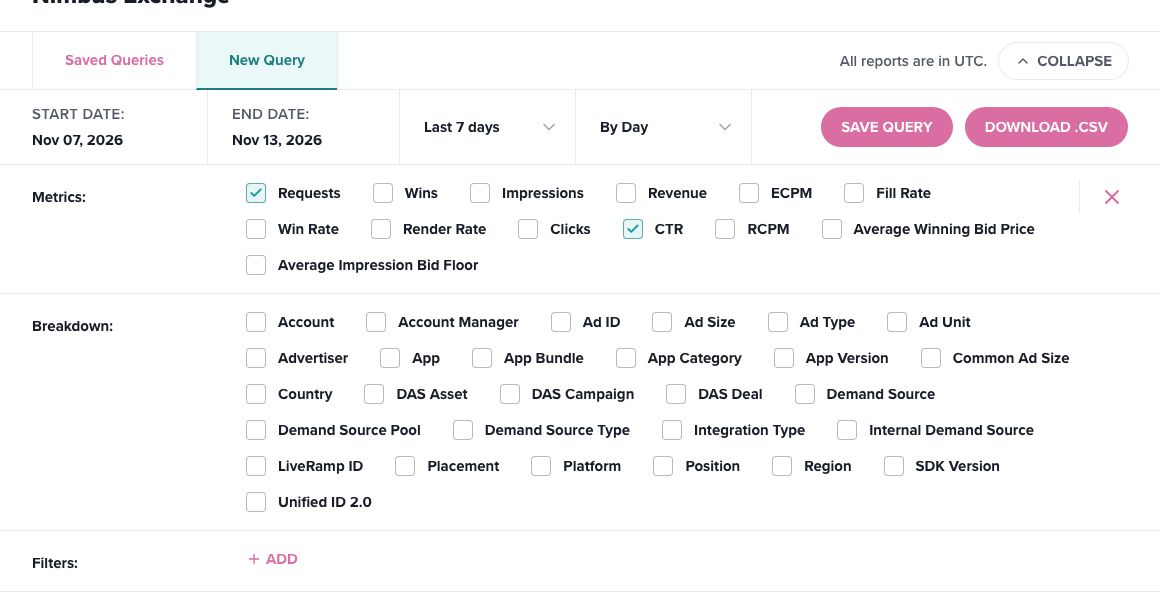 Nimbus Exchange
Saved Queries New Query All reports are in UTC. COLLAPSE
START DATE: END DATE:
Nov 07, 2026 Nov 13, 2026 Last 7 days By Day SAVE QUERY DOWNLOAD .CSV
Metrics: Requests Wins Impressions Revenue ECPM Fill Rate
Win Rate Render Rate Clicks CTR RCPM Average Winning Bid Price
Average Impression Bid Floor
Breakdown: Account Account Manager Ad ID Ad Size Ad Type Ad Unit
Advertiser App App Bundle App Category App Version Common Ad Size
Country DAS Asset DAS Campaign DAS Deal Demand Source
Demand Source Pool Demand Source Type Integration Type Internal Demand Source
LiveRamp ID Placement Platform Position Region SDK Version
Unified ID 2.0
Filters: + ADD